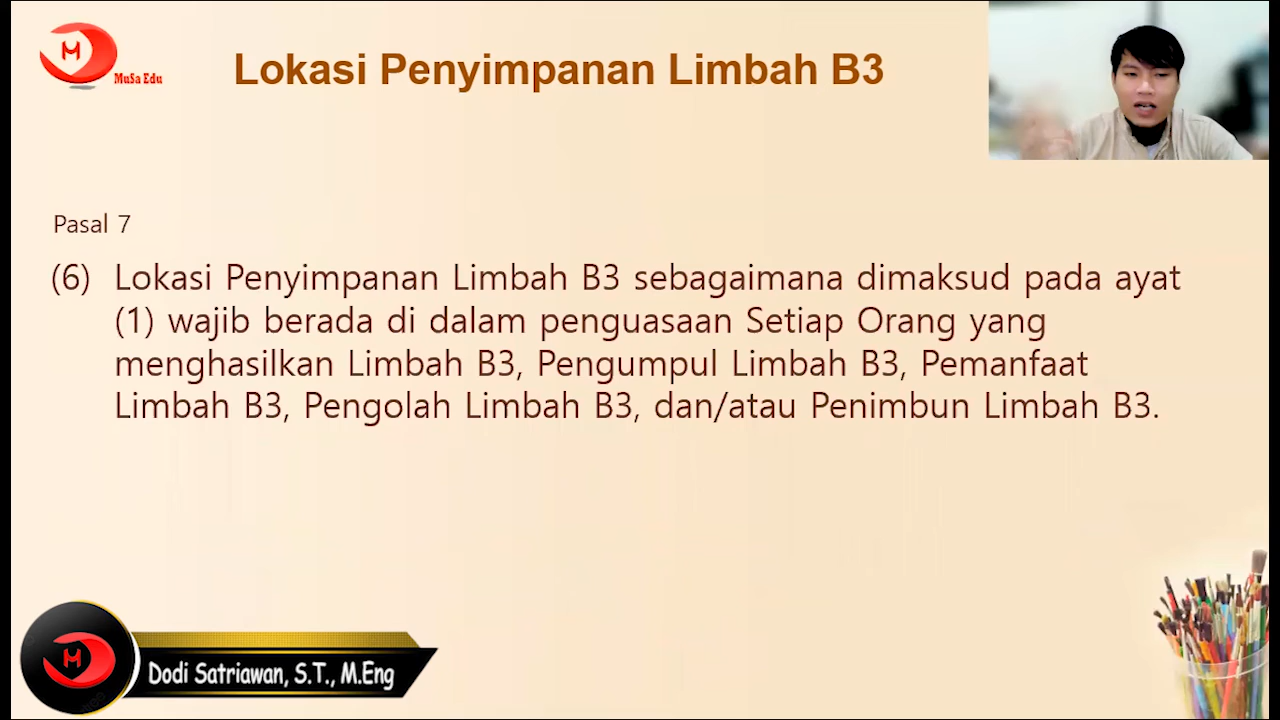 MuSa Edu
Lokasi Penyimpanan Limbah B3
Pasal 7
(6) Lokasi Penyimpanan Limbah B3 sebagaimana dimaksud pada ayat
(1) wajib berada di dalam penguasaan Setiap Orang yang
menghasilkan Limbah B3, Pengumpul Limbah B3, Pemanfaat
Limbah B3, Pengolah Limbah B3, dan/atau Penimbun Limbah B3.
Dodi Satriawan, S.T., M.Eng